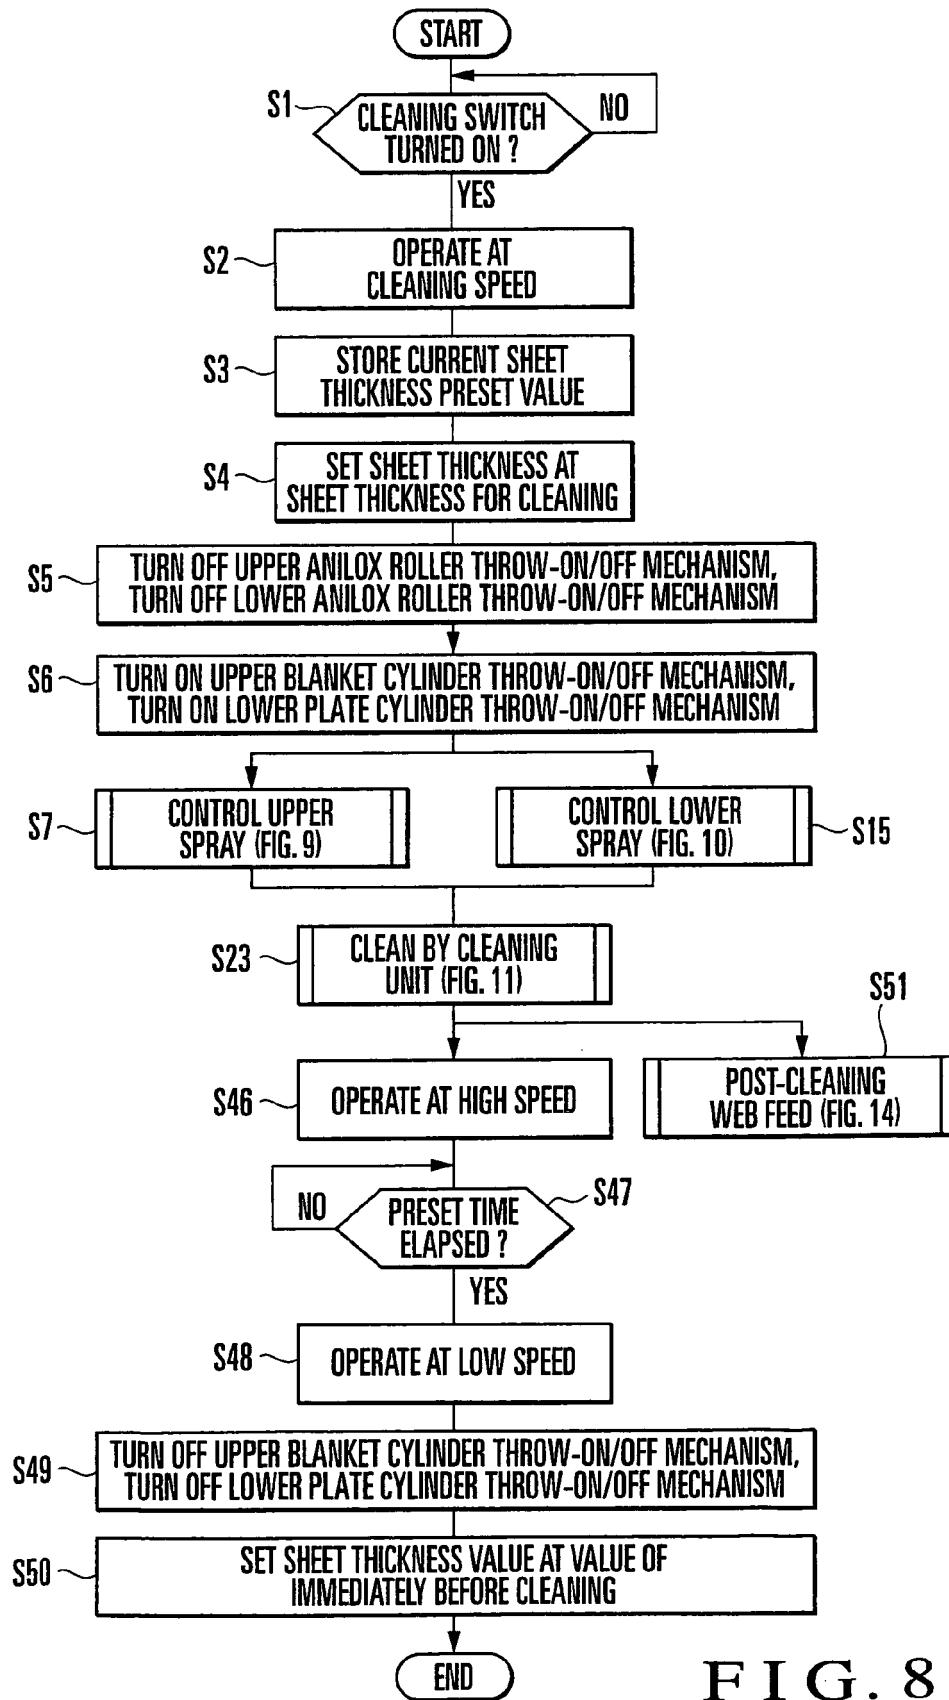 START
S1
CLEANING SWITCH
TURNED ON ?
NO
YES
S2
OPERATE AT
CLEANING SPEED
S3
STORE CURRENT SHEET
THICKNESS PRESET VALUE
S4
SET SHEET THICKNESS AT
SHEET THICKNESS FOR CLEANING
S5
TURN OFF UPPER ANILOX ROLLER THROW-ON/OFF MECHANISM,
TURN OFF LOWER ANILOX ROLLER THROW-ON/OFF MECHANISM
S6
TURN ON UPPER BLANKET CYLINDER THROW-ON/OFF MECHANISM,
TURN ON LOWER PLATE CYLINDER THROW-ON/OFF MECHANISM
S7
CONTROL UPPER
SPRAY (FIG. 9)
CONTROL LOWER
SPRAY (FIG. 10)
S15
S23
CLEAN BY CLEANING
UNIT (FIG. 11)
S51
S46
OPERATE AT HIGH SPEED
POST-CLEANING
WEB FEED (FIG. 14)
S47
NO
PRESET TIME
ELAPSED ?
YES
S48
OPERATE AT LOW SPEED
S49
TURN OFF UPPER BLANKET CYLINDER THROW-ON/OFF MECHANISM,
TURN OFF LOWER PLATE CYLINDER THROW-ON/OFF MECHANISM
S50
SET SHEET THICKNESS VALUE AT VALUE OF
IMMEDIATELY BEFORE CLEANING
END
FIG. 8